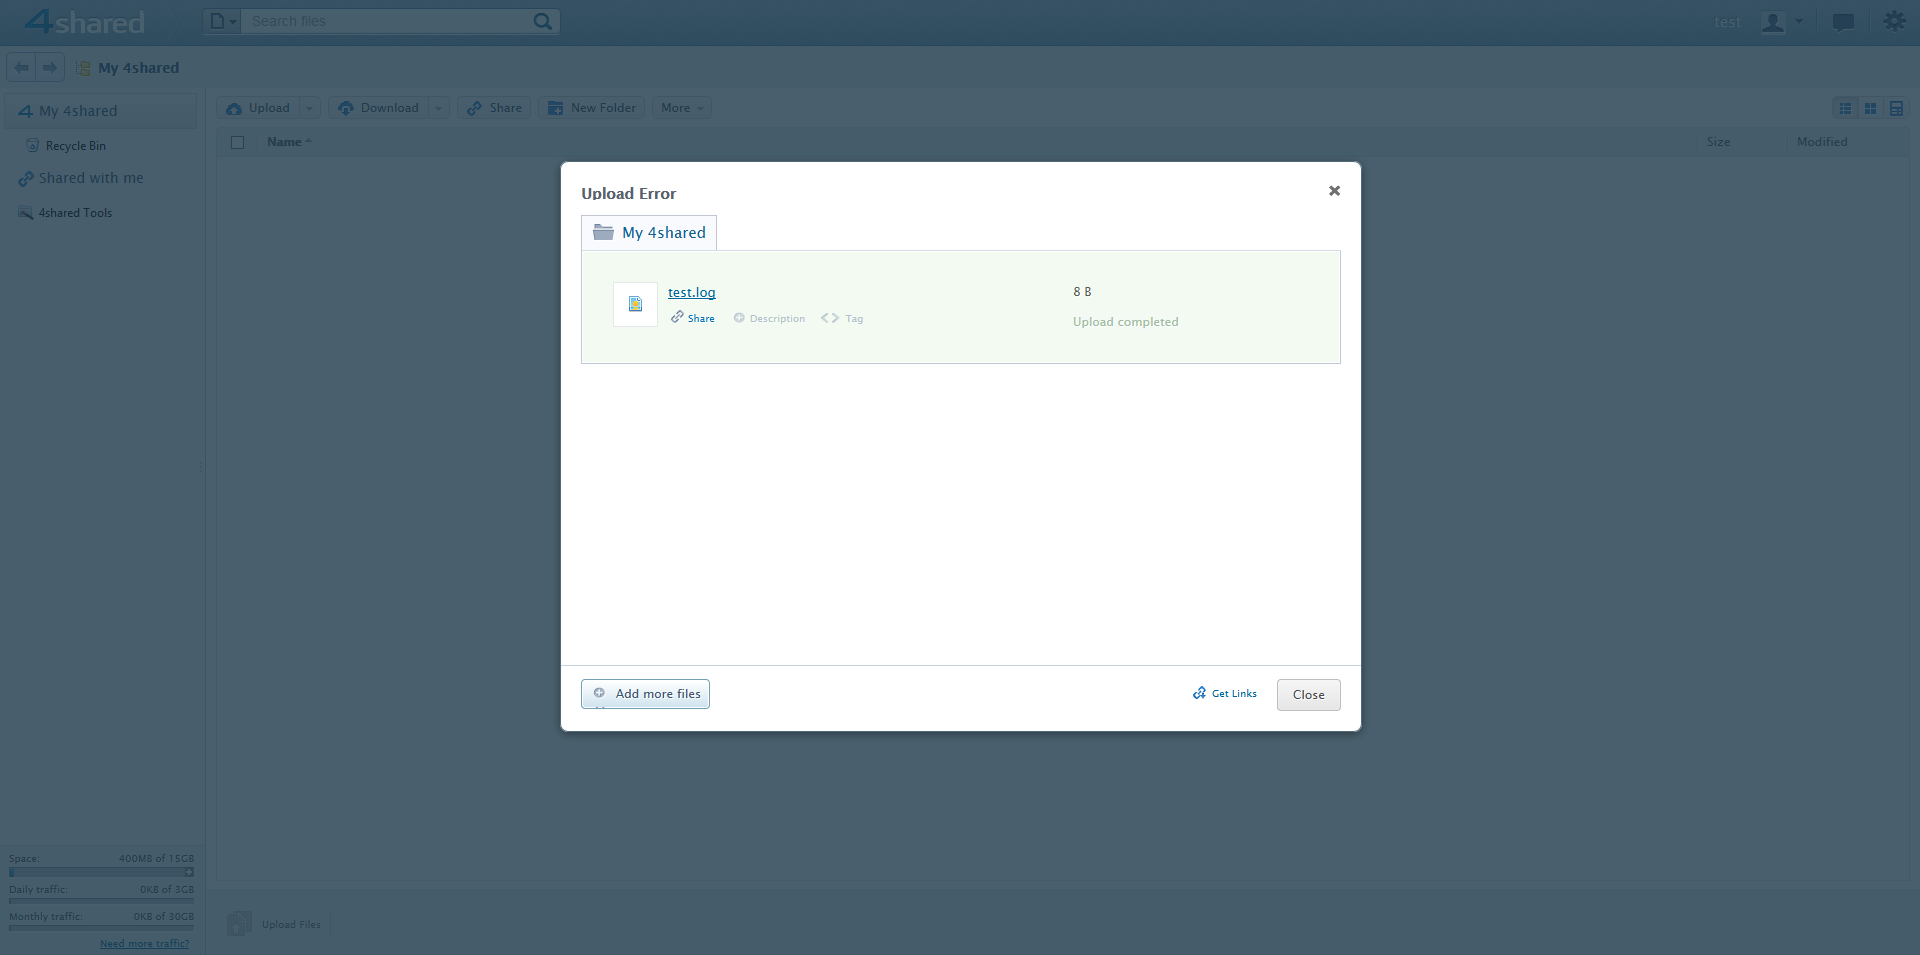 4shared
Search files
test
My 4shared
My 4shared
Recycle Bin
Shared with me
4shared Tools
Upload
Download
Share
New Folder
More
Name
Size
Modified
Upload Error
My 4shared
test.log
8 B
Share
Description
Tag
Upload completed
Add more files
Get Links
Close
Space: 400MB of 15GB
Daily traffic: 0KB of 3GB
Monthly traffic: 0KB of 30GB
Need more traffic?
Upload Files